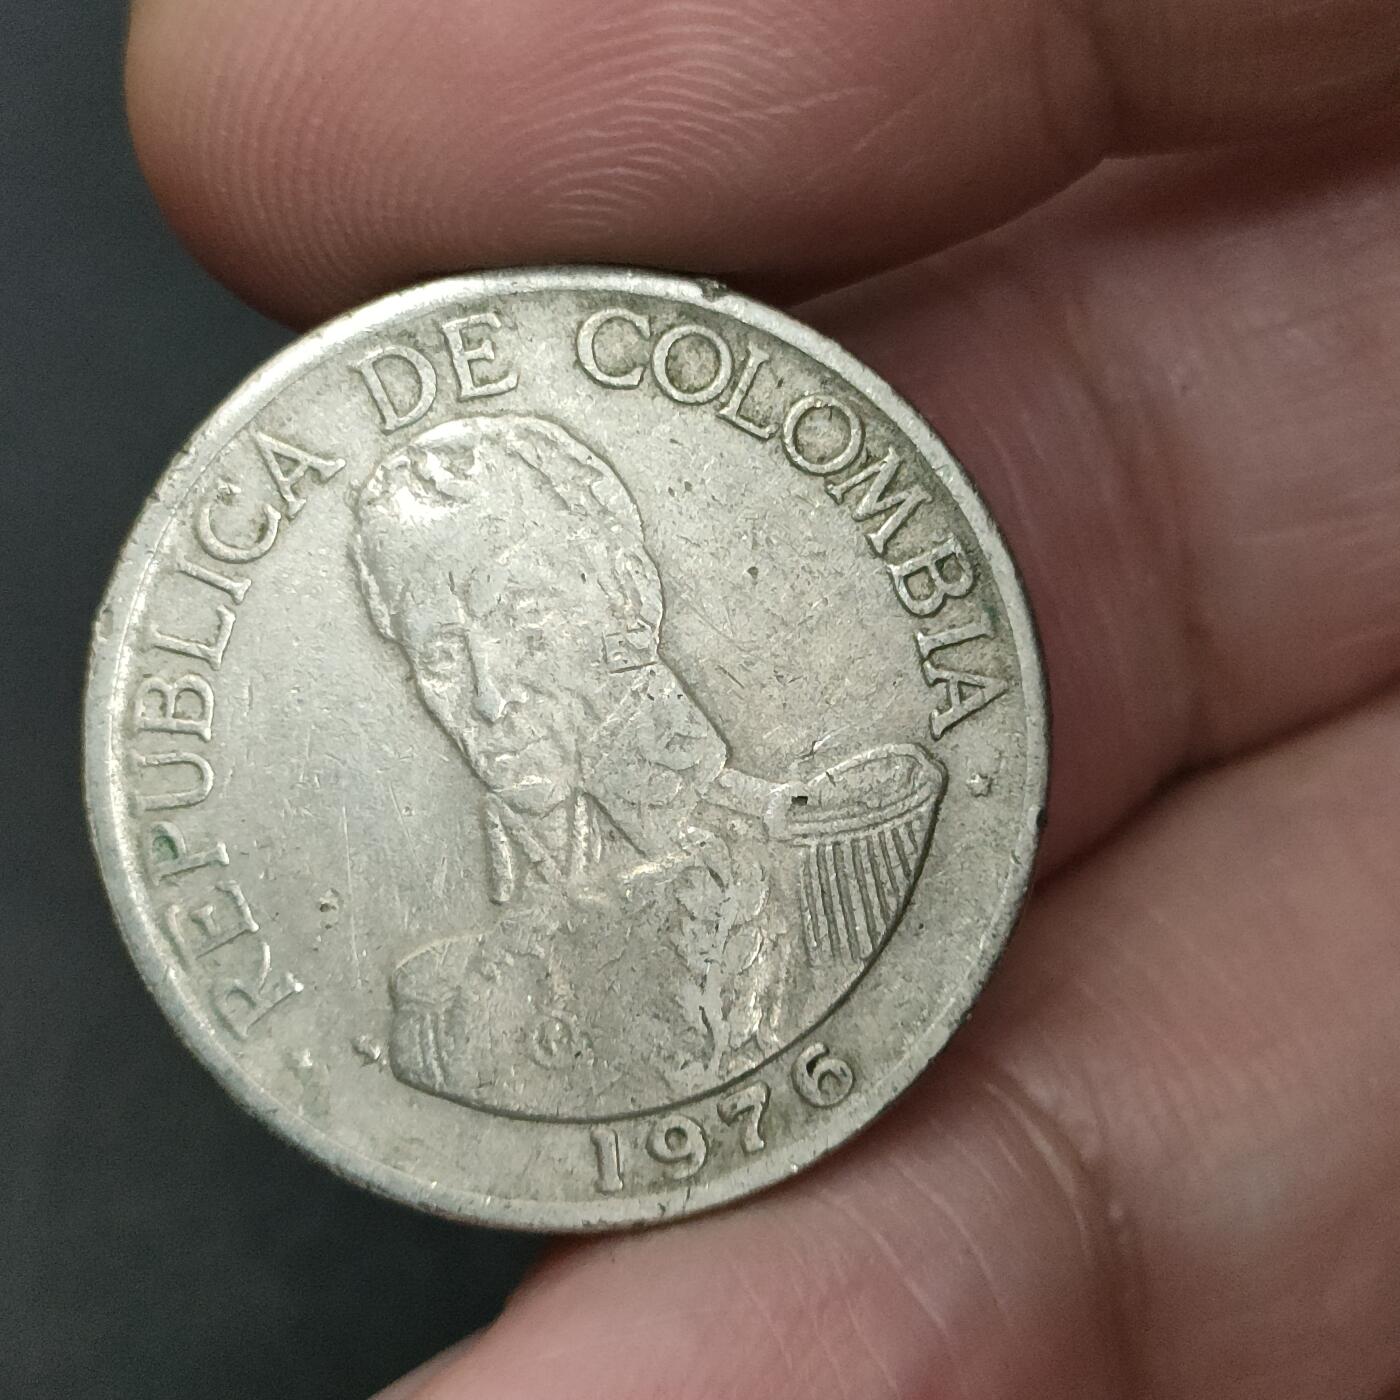 REPUBLICA DE COLOMBIA
1976